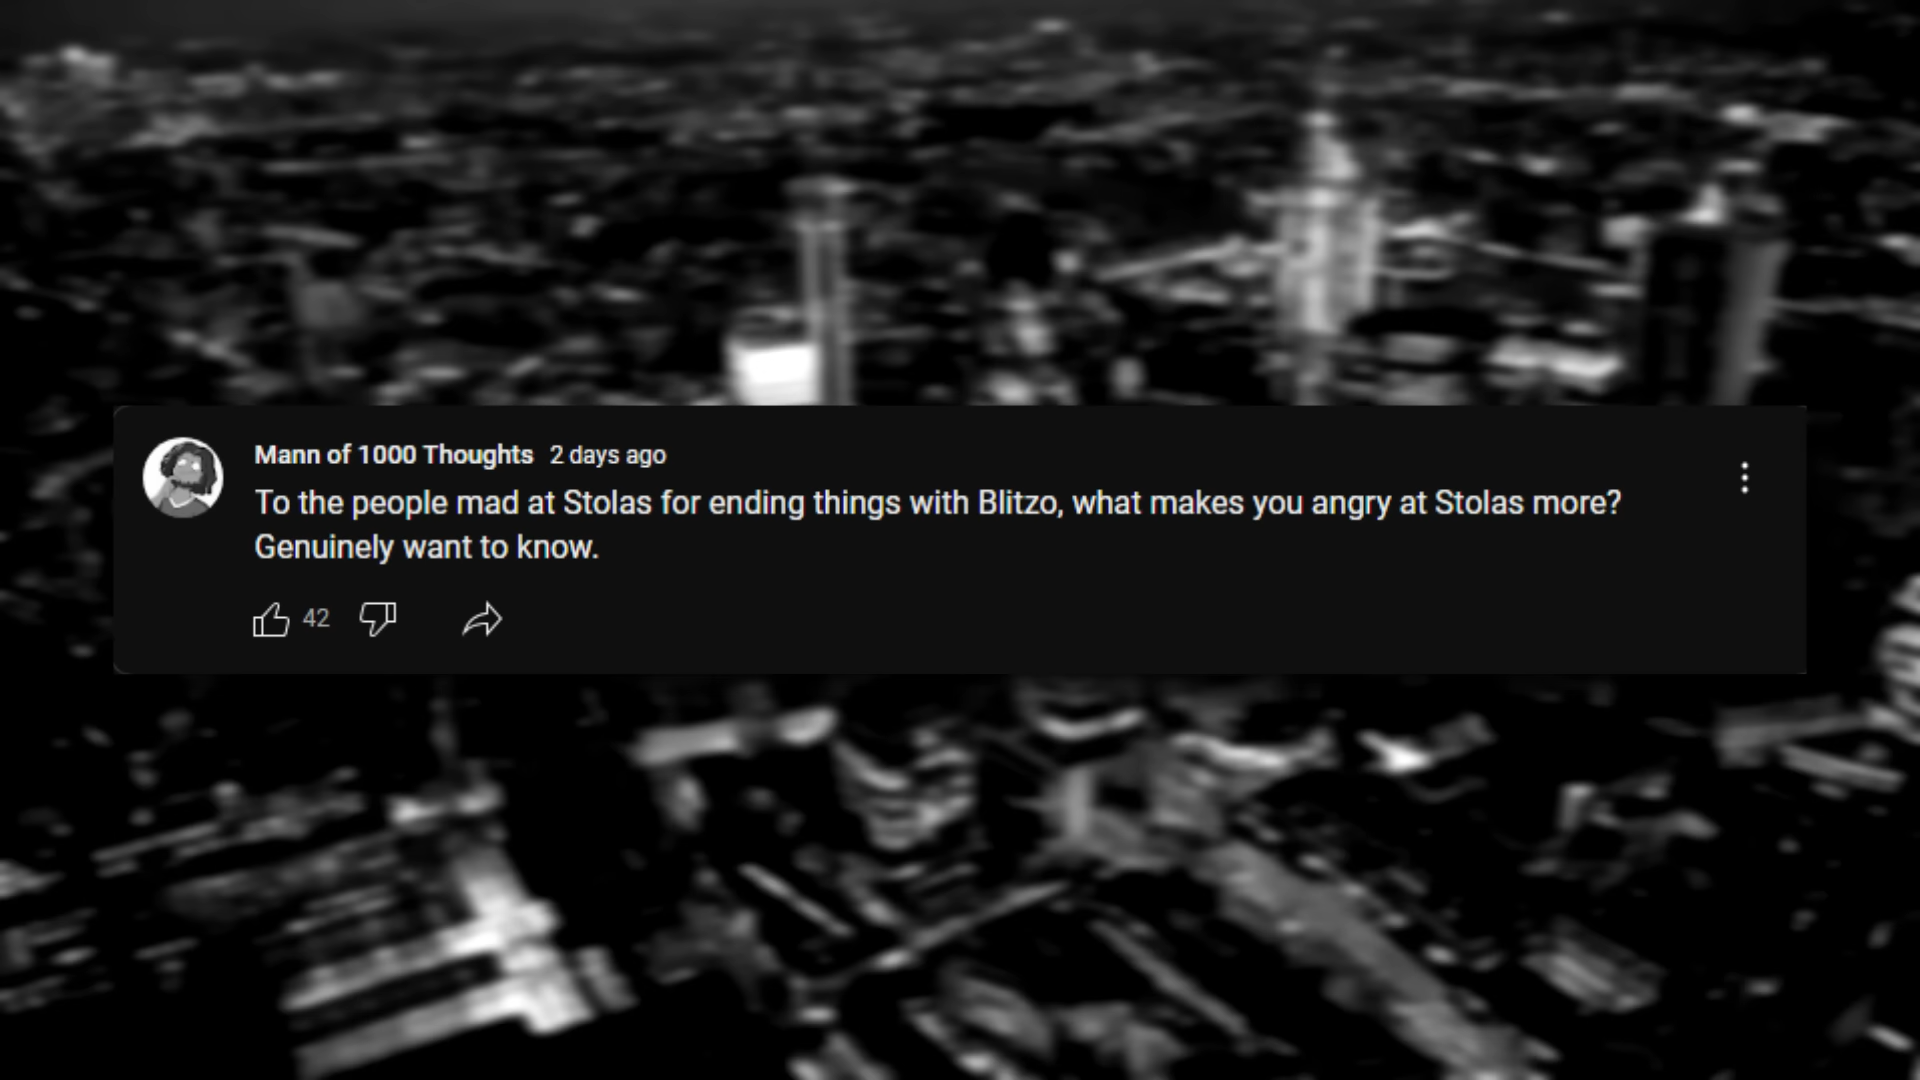 Mann of 1000 Thoughts 2 days ago
To the people mad at Stolas for ending things with Blitzo, what makes you angry at Stolas more?
Genuinely want to know.
42